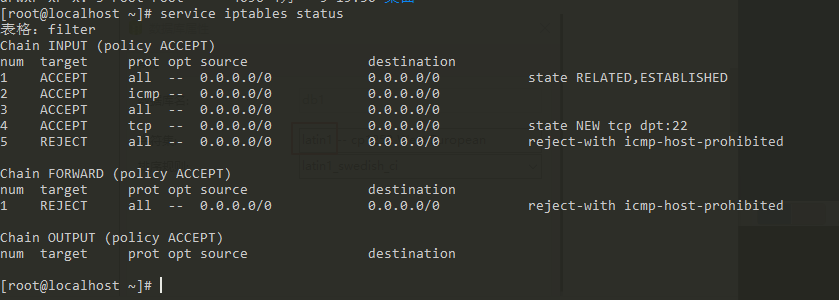 [root@localhost ~]# service iptables status
表格：filter
Chain INPUT (policy ACCEPT)
num  target     prot opt source               destination
1    ACCEPT     all  --  0.0.0.0/0            0.0.0.0/0           state RELATED,ESTABLISHED
2    ACCEPT     icmp --  0.0.0.0/0            0.0.0.0/0
3    ACCEPT     all  --  0.0.0.0/0            0.0.0.0/0
4    ACCEPT     tcp  --  0.0.0.0/0            0.0.0.0/0           state NEW tcp dpt:22
5    REJECT     all  --  0.0.0.0/0            0.0.0.0/0           reject-with icmp-host-prohibited
Chain FORWARD (policy ACCEPT)
num  target     prot opt source               destination
1    REJECT     all  --  0.0.0.0/0            0.0.0.0/0           reject-with icmp-host-prohibited
Chain OUTPUT (policy ACCEPT)
num  target     prot opt source               destination
[root@localhost ~]#